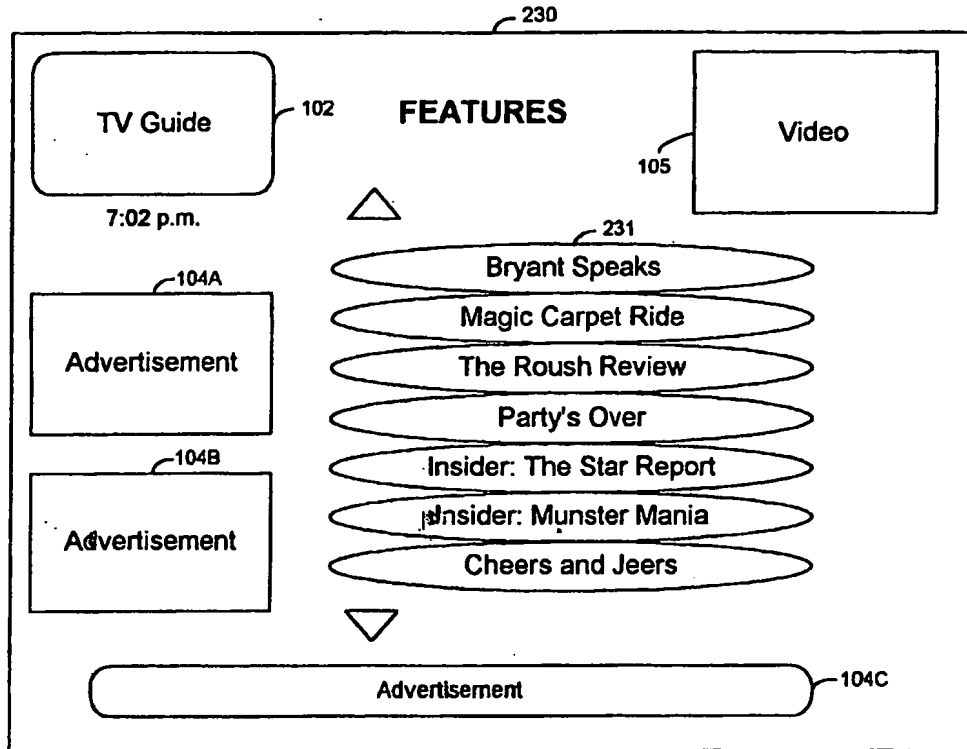 230
TV Guide
102
FEATURES
Video
105
7:02 p.m.
231
Bryant Speaks
104A
Magic Carpet Ride
Advertisement
The Roush Review
Party's Over
104B
Insider: The Star Report
Insider: Munster Mania
Advertisement
Cheers and Jeers
Advertisement
104C